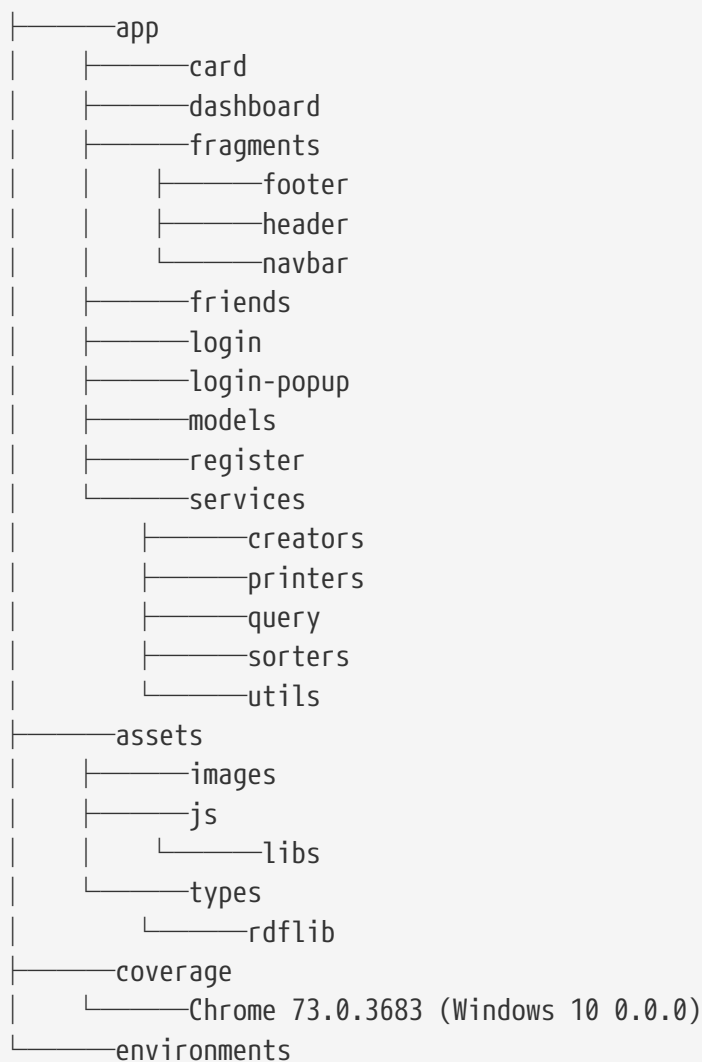 app
card
dashboard
fragments
footer
header
navbar
friends
login
login-popup
models
register
services
creators
printers
query
sorters
utils
assets
images
js
libs
types
rdflib
coverage
Chrome 73.0.3683 (Windows 10 0.0.0)
environments